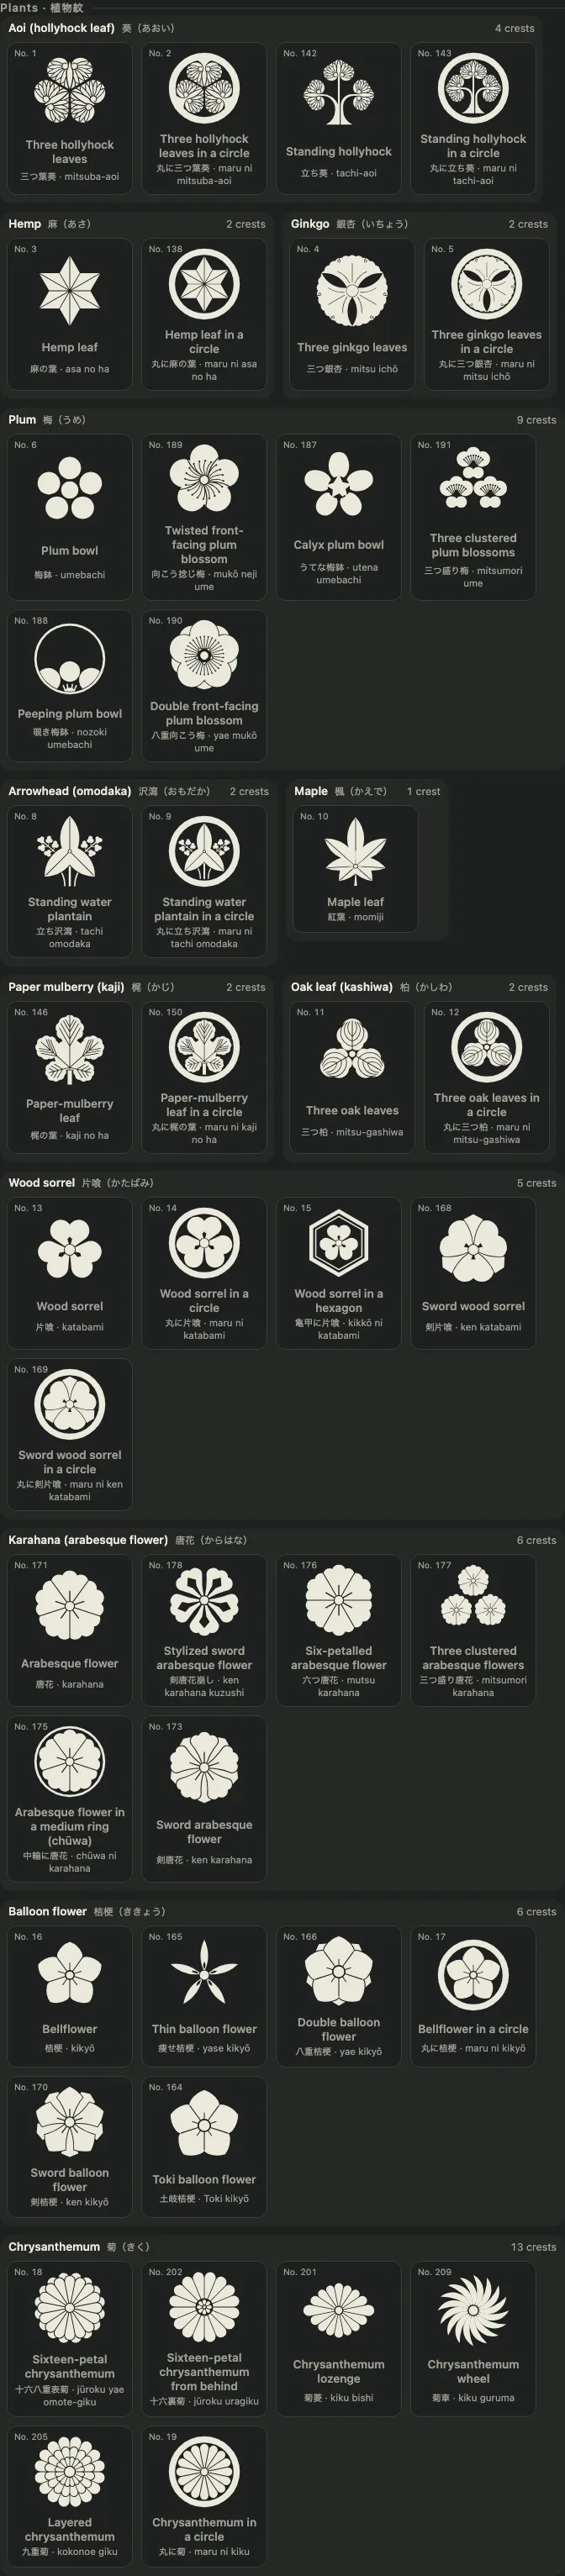 Plants · 植物紋
Aoi (hollyhock leaf) 葵（あおい） 4 crests
No. 1
Three hollyhock
leaves
三つ葉葵 · mitsuba-aoi
No. 2
Three hollyhock
leaves in a circle
丸に三つ葉葵 · maru ni
mitsuba-aoi
No. 142
Standing hollyhock
立ち葵 · tachi-aoi
No. 143
Standing hollyhock
in a circle
丸に立ち葵 · maru ni
tachi-aoi
Hemp 麻（あさ） 2 crests
No. 3
Hemp leaf
麻の葉 · asa no ha
No. 138
Hemp leaf in a
circle
丸に麻の葉 · maru ni asa
no ha
Ginkgo 銀杏（いちょう） 2 crests
No. 4
Three ginkgo leaves
三つ銀杏 · mitsu ichō
No. 5
Three ginkgo leaves
in a circle
丸に三つ銀杏 · maru ni
mitsu ichō
Plum 梅（うめ） 9 crests
No. 6
Plum bowl
梅鉢 · umebachi
No. 189
Twisted front-
facing plum
blossom
向こう捻じ梅 · mukō neji
ume
No. 187
Calyx plum bowl
うてな梅鉢 · utena
umebachi
No. 191
Three clustered
plum blossoms
三つ盛り梅 · mitsumori
ume
No. 188
Peeping plum bowl
覗き梅鉢 · nozoki
umebachi
No. 190
Double front-facing
plum blossom
八重向こう梅 · yae mukō
ume
Arrowhead (omodaka) 沢瀉（おもだか） 2 crests
No. 8
Standing water
plantain
立ち沢瀉 · tachi
omodaka
No. 9
Standing water
plantain in a circle
丸に立ち沢瀉 · maru ni
tachi omodaka
Maple 楓（かえで） 1 crest
No. 10
Maple leaf
紅葉 · momiji
Paper mulberry (kaji) 梶（かじ） 2 crests
No. 146
Paper-mulberry
leaf
梶の葉 · kaji no ha
No. 150
Paper-mulberry
leaf in a circle
丸に梶の葉 · maru ni kaji
no ha
Oak leaf (kashiwa) 柏（かしわ） 2 crests
No. 11
Three oak leaves
三つ柏 · mitsu-gashiwa
No. 12
Three oak leaves in
a circle
丸に三つ柏 · maru ni
mitsu-gashiwa
Wood sorrel 片喰（かたばみ） 5 crests
No. 13
Wood sorrel
片喰 · katabami
No. 14
Wood sorrel in a
circle
丸に片喰 · maru ni
katabami
No. 15
Wood sorrel in a
hexagon
亀甲に片喰 · kikkō ni
katabami
No. 168
Sword wood sorrel
剣片喰 · ken katabami
No. 169
Sword wood sorrel
in a circle
丸に剣片喰 · maru ni ken
katabami
Karahana (arabesque flower) 唐花（からはな） 6 crests
No. 171
Arabesque flower
唐花 · karahana
No. 178
Stylized sword
arabesque flower
剣唐花崩し · ken
karahana kuzushi
No. 176
Six-petalled
arabesque flower
六つ唐花 · mutsu
karahana
No. 177
Three clustered
arabesque flowers
三つ盛り唐花 · mitsumori
karahana
No. 175
Arabesque flower in
a medium ring
(chūwa)
中輪に唐花 · chūwa ni
karahana
No. 173
Sword arabesque
flower
剣唐花 · ken karahana
Balloon flower 桔梗（ききょう） 6 crests
No. 16
Bellflower
桔梗 · kikyō
No. 165
Thin balloon flower
痩せ桔梗 · yase kikyō
No. 166
Double balloon
flower
八重桔梗 · yae kikyō
No. 17
Bellflower in a circle
丸に桔梗 · maru ni kikyō
No. 170
Sword balloon
flower
剣桔梗 · ken kikyō
No. 164
Toki balloon flower
土岐桔梗 · Toki kikyō
Chrysanthemum 菊（きく） 13 crests
No. 18
Sixteen-petal
chrysanthemum
十六八重表菊 · jūroku yae
omote-giku
No. 202
Sixteen-petal
chrysanthemum
from behind
十六裏菊 · jūroku uragiku
No. 201
Chrysanthemum
lozenge
菊菱 · kiku bishi
No. 209
Chrysanthemum
wheel
菊車 · kiku guruma
No. 205
Layered
chrysanthemum
九重菊 · kokonoe giku
No. 19
Chrysanthemum in
a circle
丸に菊 · maru ni kiku